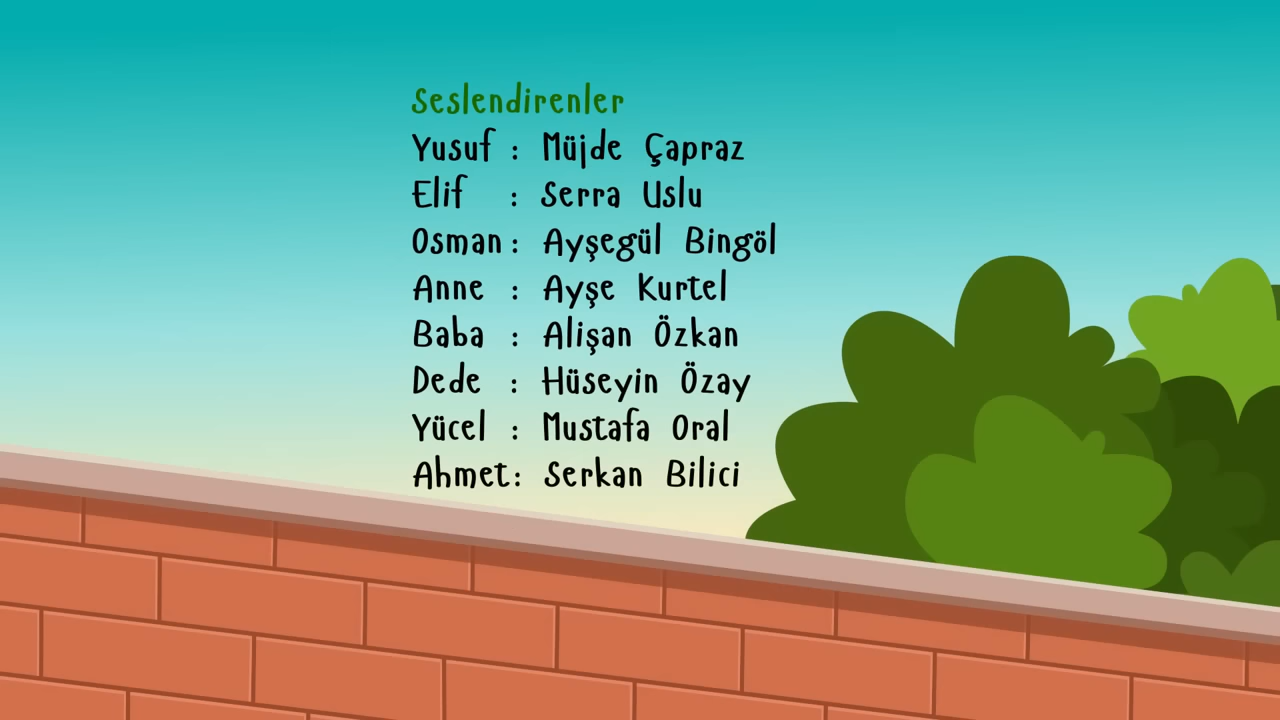 Seslendirenler
Yusuf : Müjde Çapraz
Elif : Serra Uslu
Osman : Ayşegül Bingöl
Anne : Ayşe Kurtel
Baba : Alişan Özkan
Dede : Hüseyin Özay
Yücel : Mustafa Oral
Ahmet : Serkan Bilici